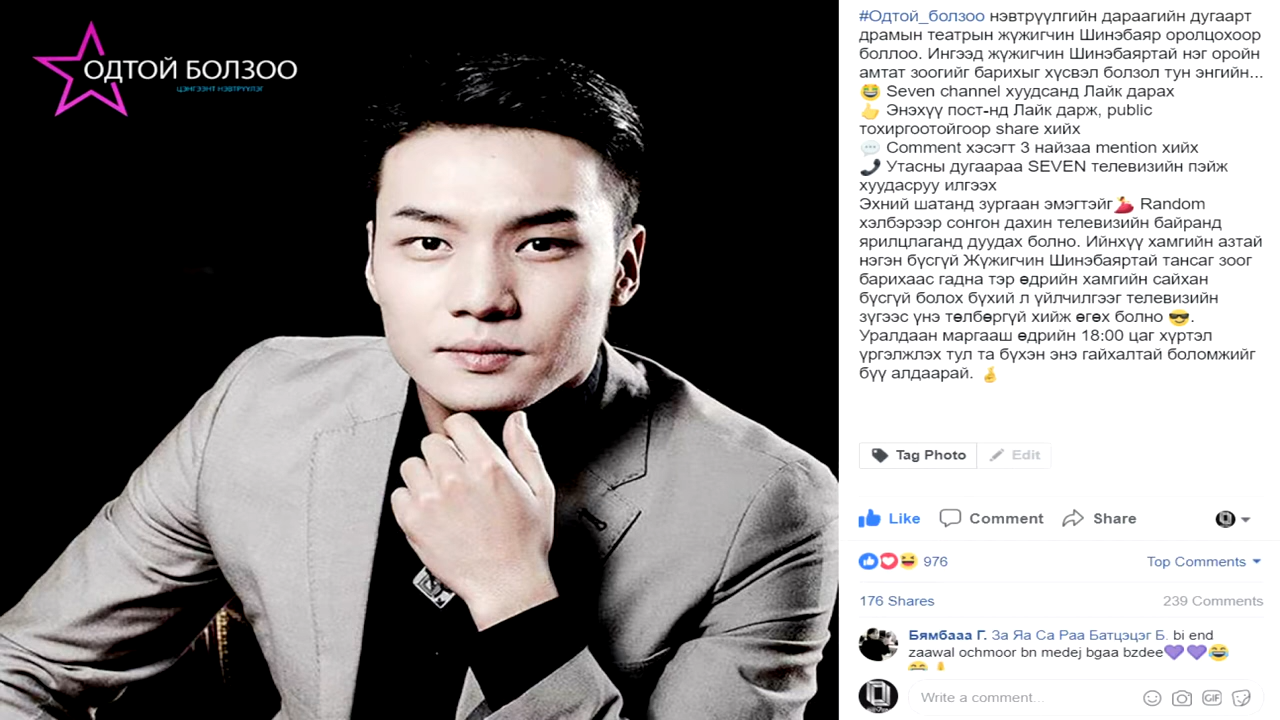 ОДТОЙ БОЛЗОО
ЦЭНГЭЭНТ НЭВТРҮҮЛЭГ
#Одтой_болзоо нэвтрүүлгийн дараагийн дугаарт
драмын театрын жүжигчин Шинэбаяр оролцохоор
боллоо. Ингээд жүжигчин Шинэбаяртай нэг оройн
амтат зоогийг барихыг хүсвэл болзол тун энгийн...
😂 Seven channel хуудсанд Лайк дарах
👍 Энэхүү пост-нд Лайк дарж, public
тохиргоотойгоор share хийх
💬 Comment хэсэгт 3 найзаа mention хийх
📞 Утасны дугаараа SEVEN телевизийн пэйж
хуудасруу илгээх
Эхний шатанд зургаан эмэгтэйг💃 Random
хэлбэрээр сонгон дахин телевизийн байранд
ярилцлаганд дуудах болно. Ийнхүү хамгийн азтай
нэгэн бүсгүй Жүжигчин Шинэбаяртай тансаг зоог
барихаас гадна тэр өдрийн хамгийн сайхан
бүсгүй болох бүхий л үйлчилгээг телевизийн
зүгээс үнэ төлбөргүй хийж өгөх болно 😎.
Уралдаан маргааш өдрийн 18:00 цаг хүртэл
үргэлжлэх тул та бүхэн энэ гайхалтай боломжийг
бүү алдаарай. 🤞
Tag Photo Edit
Like Comment Share
976 Top Comments
176 Shares 239 Comments
Бямбааа Г. За Яа Са Раа Батцэцэг Б. bi end
zaawal ochmoor bn medej bgaa bzdee💜💜😂
Write a comment... GIF